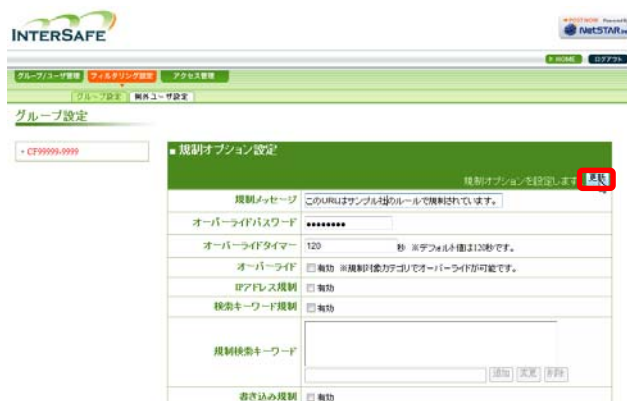 INTERSAFE
NetSTAR
HOME ログアウト
グループ/ユーザ管理 フィルタリング設定 アクセス管理
グループ設定 例外ユーザ設定
グループ設定
CF99999-9999
■ 規制オプション設定
規制オプションを設定します 更新
規制メッセージ このURLはサンプル社のルールで規制されています。
オーバーライドパスワード ••••••••
オーバーライドタイマー 120 秒 ※デフォルト値は120秒です。
オーバーライド 有効 ※規制対象カテゴリでオーバーライドが可能です。
IPアドレス規制 有効
検索キーワード規制 有効
規制検索キーワード
追加 変更 削除
書き込み規制 有効